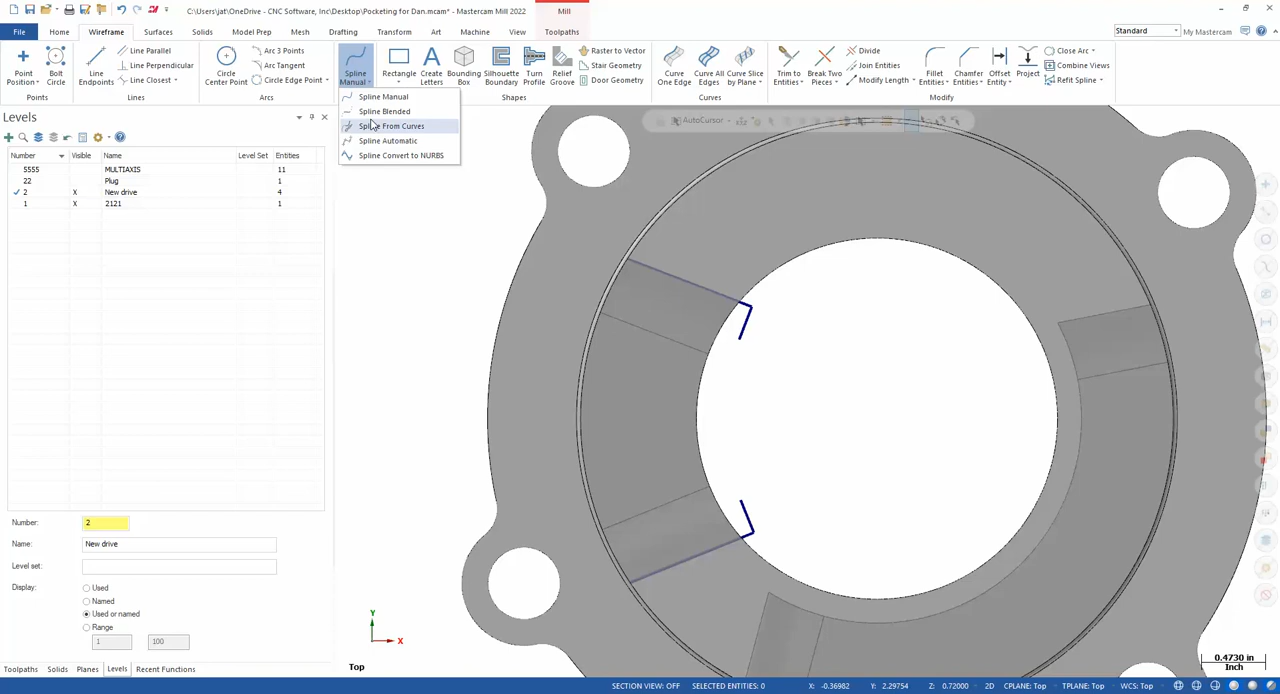 C:\Users\jat\OneDrive - CNC Software, Inc\Desktop\Pocketing for Dan.mcam* - Mastercam Mill 2022
Mill
File Home Wireframe Surfaces Solids Model Prep Mesh Drafting Transform Art Machine View Toolpaths
Standard My Mastercam
Point Position
Bolt Circle
Points
Line Endpoints
Line Parallel
Line Perpendicular
Line Closest
Lines
Circle Center Point
Arc 3 Points
Arc Tangent
Circle Edge Point
Arcs
Spline Manual
Rectangle
Create Letters
Bounding Box
Silhouette Boundary
Turn Profile
Relief Groove
Raster to Vector
Stair Geometry
Door Geometry
Shapes
Curve One Edge
Curve All Edges
Curve Slice by Plane
Curves
Trim to Entities
Break Two Pieces
Divide
Join Entities
Modify Length
Fillet Entities
Chamfer Entities
Offset Entity
Project
Close Arc
Combine Views
Refit Spline
Modify
Spline Manual
Spline Blended
Spline From Curves
Spline Automatic
Spline Convert to NURBS
AutoCursor
Levels
Number Visible Name Level Set Entities
5555 MULTIAXIS 11
22 Plug 1
2 X New drive 4
1 X 2121 1
Number: 2
Name: New drive
Level set:
Display: Used
Named
Used or named
Range
1 100
Toolpaths Solids Planes Levels Recent Functions
Y
X
Top
0.4730 in
Inch
SECTION VIEW: OFF SELECTED ENTITIES: 0 X: -0.36982 Y: 2.29754 Z: 0.72000 2D CPLANE: Top TPLANE: Top WCS: Top